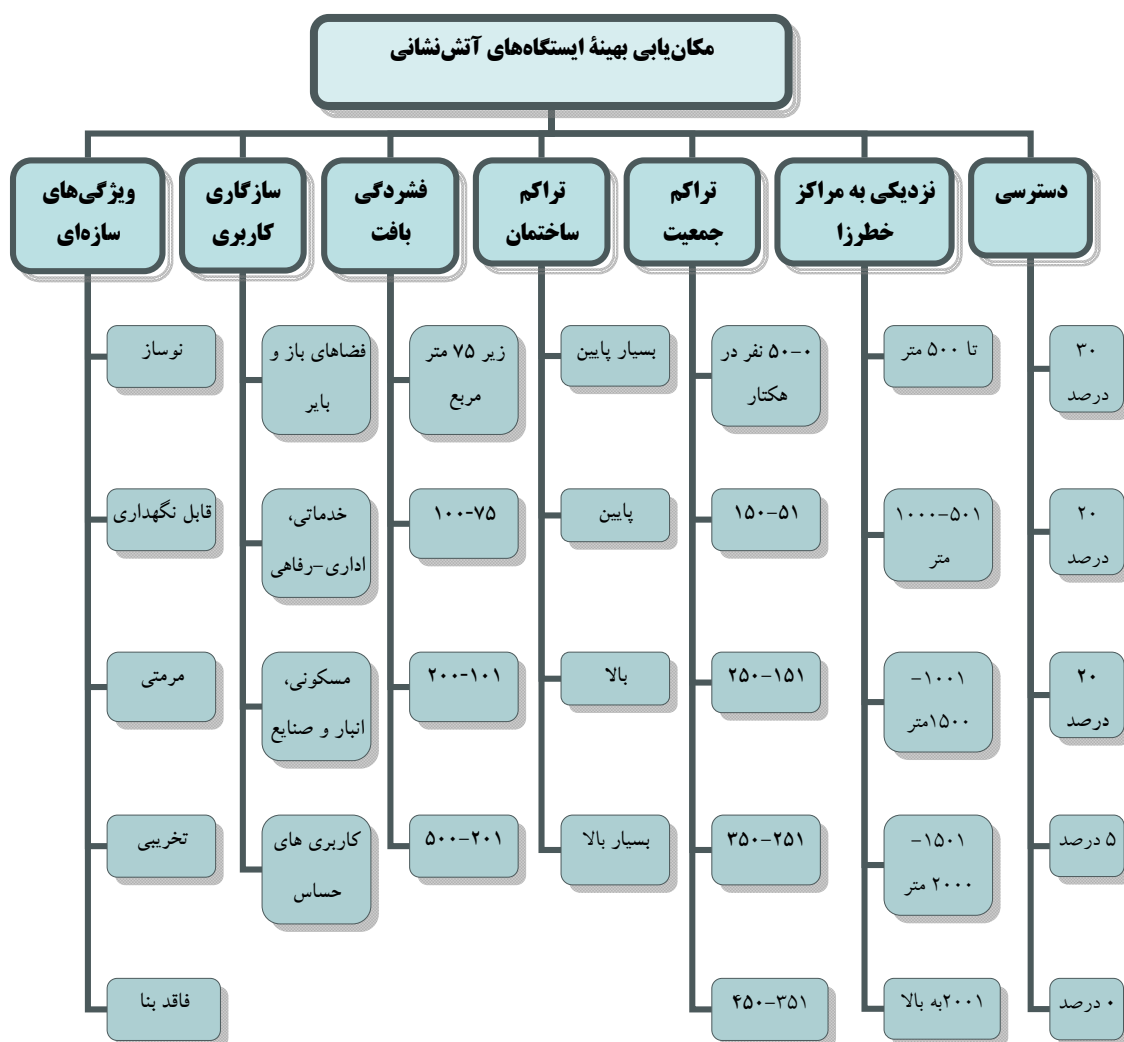 مکان‌یابی بهینهٔ ایستگاه‌های آتش‌نشانی
دسترسی
۳۰
درصد
۲۰
درصد
۲۰
درصد
۵ درصد
۰ درصد
نزدیکی به مراکز
خطرزا
تا ۵۰۰ متر
۵۰۱-۱۰۰۰
متر
۱۰۰۱-
۱۵۰۰متر
۱۵۰۱-
۲۰۰۰ متر
۲۰۰۱به بالا
تراکم
جمعیت
۰-۵۰ نفر در
هکتار
۵۱-۱۵۰
۱۵۱-۲۵۰
۲۵۱-۳۵۰
۳۵۱-۴۵۰
تراکم
ساختمان
بسیار پایین
پایین
بالا
بسیار بالا
فشردگی
بافت
زیر ۷۵ متر
مربع
۷۵-۱۰۰
۱۰۱-۲۰۰
۲۰۱-۵۰۰
سازگاری
کاربری
فضاهای باز و
بایر
خدماتی،
اداری-رفاهی
مسکونی،
انبار و صنایع
کاربری های
حساس
ویژگی‌های
سازه‌ای
نوساز
قابل نگهداری
مرمتی
تخریبی
فاقد بنا